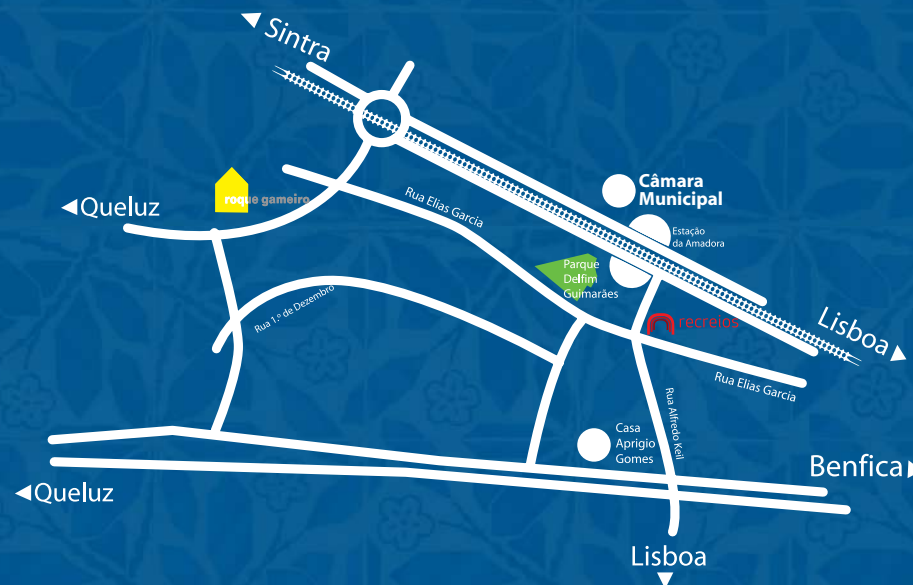 Sintra
Câmara
Municipal
roque gameiro
Queluz
Rua Elias Garcia
Estação
da Amadora
Parque
Delfim
Guimarães
Rua 1.º de Dezembro
recreios
Lisboa
Rua Elias Garcia
Rua Alfredo Keil
Casa
Aprigio
Gomes
Benfica
Queluz
Lisboa